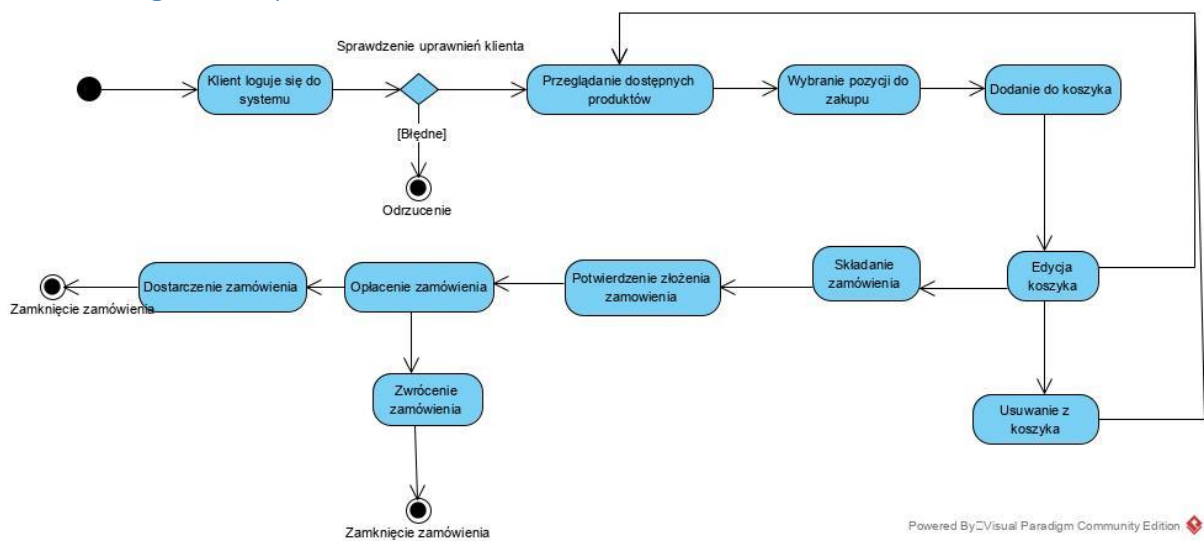 Sprawdzenie uprawnień klienta
Klient loguje się do
systemu
Przeglądanie dostępnych
produktów
Wybranie pozycji do
zakupu
Dodanie do koszyka
[Błędne]
Odrzucenie
Dostarczenie zamówienia
Opłacenie zamówienia
Potwierdzenie złożenia
zamowienia
Składanie
zamówienia
Edycja
koszyka
Zamknięcie zamówienia
Zwrócenie
zamówienia
Usuwanie z
koszyka
Zamknięcie zamówienia
Powered By Visual Paradigm Community Edition